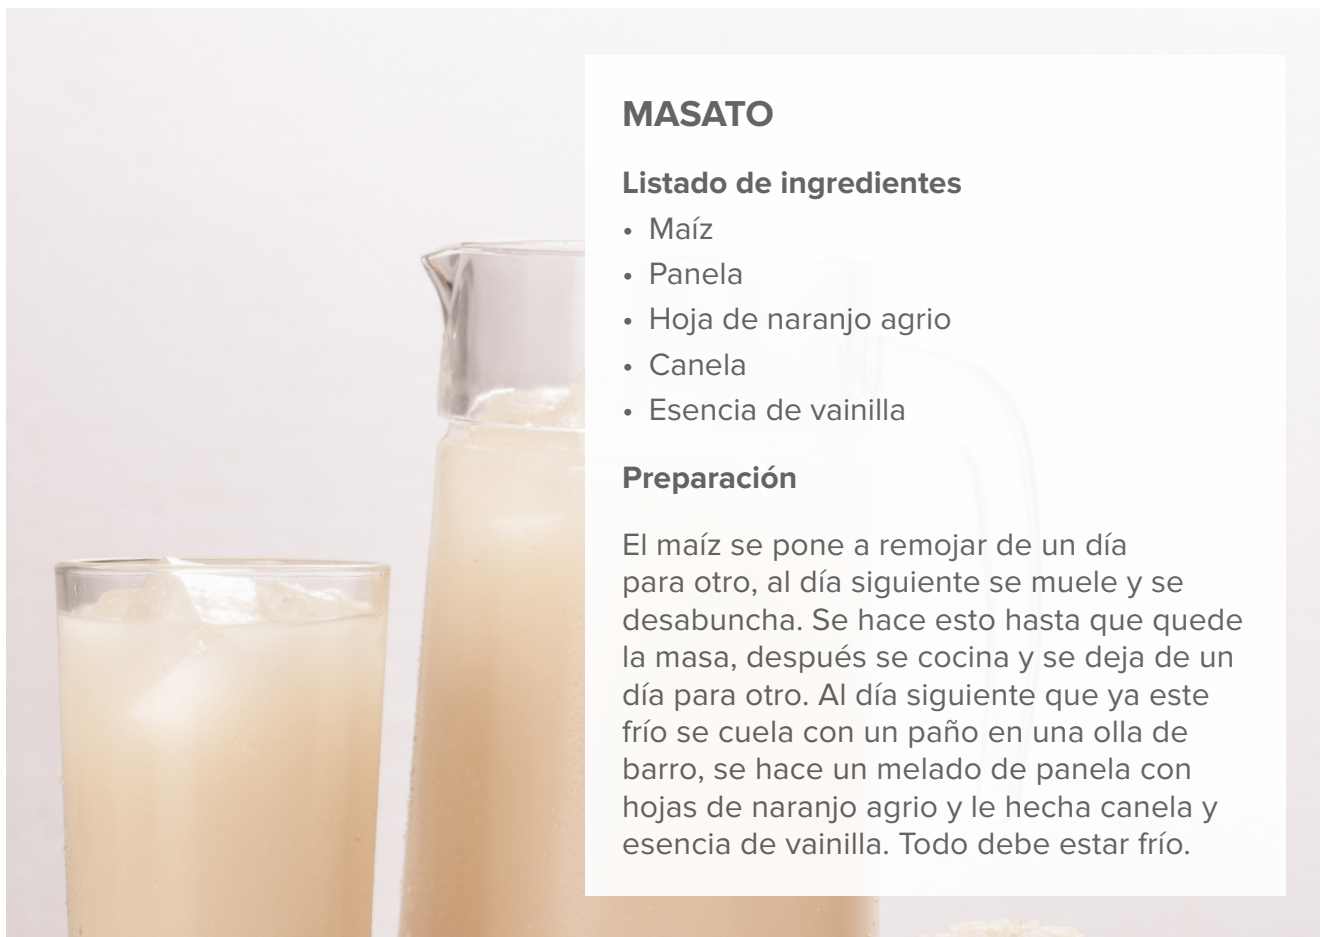 MASATO
Listado de ingredientes
• Maíz
• Panela
• Hoja de naranjo agrio
• Canela
• Esencia de vainilla
Preparación
El maíz se pone a remojar de un día
para otro, al día siguiente se muele y se
desabuncha. Se hace esto hasta que quede
la masa, después se cocina y se deja de un
día para otro. Al día siguiente que ya este
frío se cuela con un paño en una olla de
barro, se hace un melado de panela con
hojas de naranjo agrio y le hecha canela y
esencia de vainilla. Todo debe estar frío.